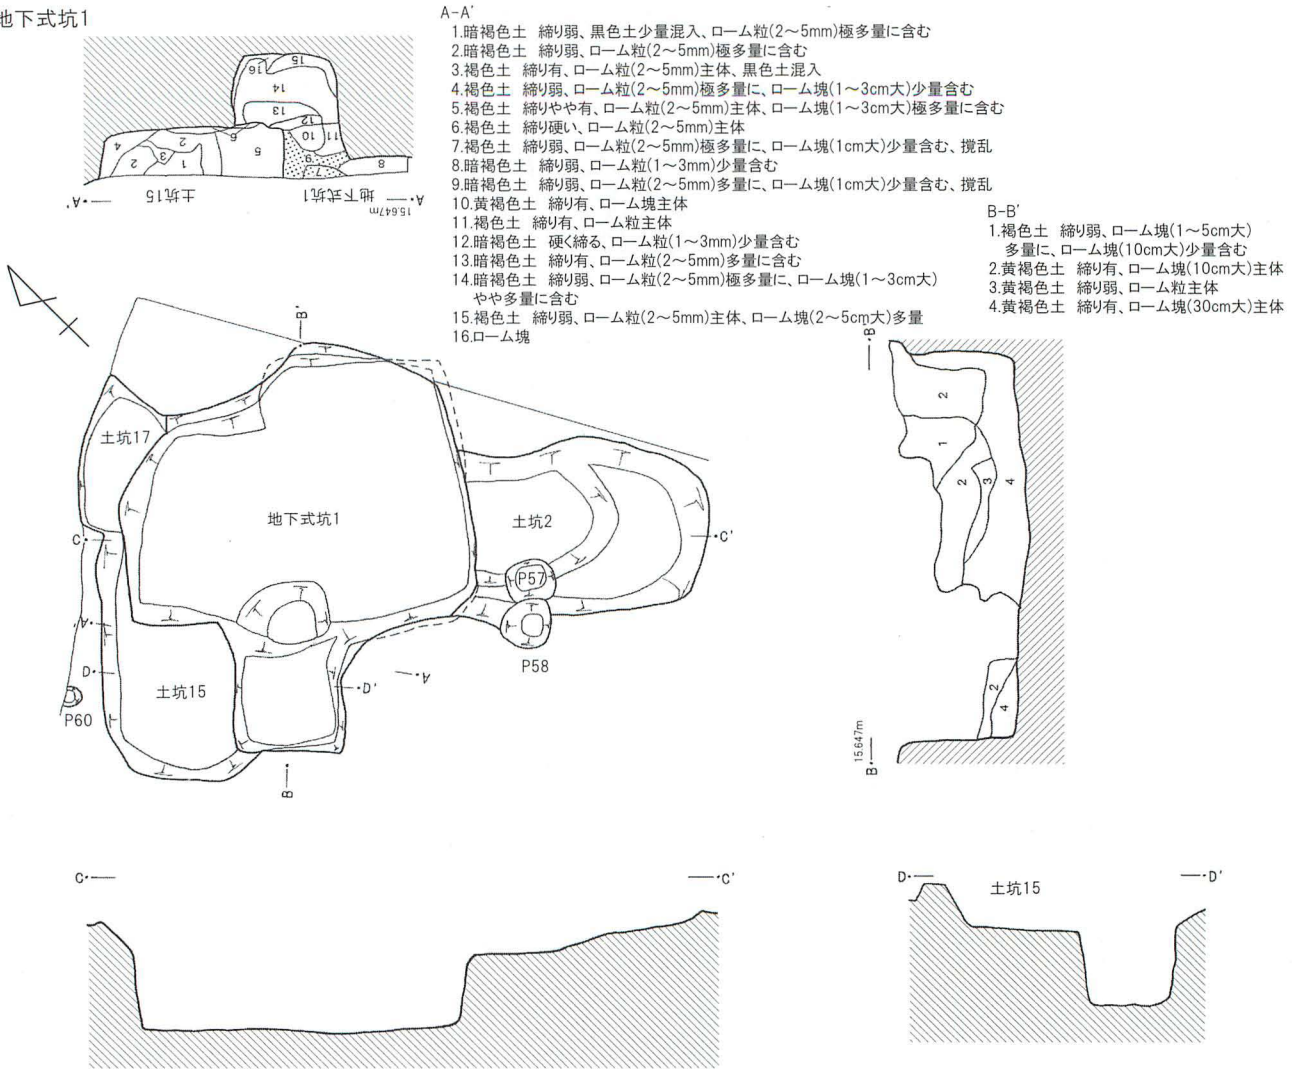 地下式坑1
A-A'
1.暗褐色土 締り弱、黒色土少量混入、ローム粒(2～5mm)極多量に含む
2.暗褐色土 締り弱、ローム粒(2～5mm)極多量に含む
3.褐色土 締り有、ローム粒(2～5mm)主体、黒色土混入
4.褐色土 締り弱、ローム粒(2～5mm)極多量に、ローム塊(1～3cm大)少量含む
5.褐色土 締りやや有、ローム粒(2～5mm)主体、ローム塊(1～3cm大)極多量に含む
6.褐色土 締り硬い、ローム粒(2～5mm)主体
7.褐色土 締り弱、ローム粒(2～5mm)極多量に、ローム塊(1cm大)少量含む、撹乱
8.暗褐色土 締り弱、ローム粒(1～3mm)少量含む
9.暗褐色土 締り弱、ローム粒(2～5mm)多量に、ローム塊(1cm大)少量含む、撹乱
10.黄褐色土 締り有、ローム塊主体
11.褐色土 締り有、ローム粒主体
12.暗褐色土 硬く締る、ローム粒(1～3mm)少量含む
13.暗褐色土 締り有、ローム粒(2～5mm)多量に含む
14.暗褐色土 締り弱、ローム粒(2～5mm)極多量に、ローム塊(1～3cm大)
やや多量に含む
15.褐色土 締り弱、ローム粒(2～5mm)主体、ローム塊(2～5cm大)多量
16.ローム塊
B-B'
1.褐色土 締り弱、ローム塊(1～5cm大)
多量に、ローム塊(10cm大)少量含む
2.黄褐色土 締り有、ローム塊(10cm大)主体
3.黄褐色土 締り弱、ローム粒主体
4.黄褐色土 締り有、ローム塊(30cm大)主体
16 15
14
13
12
4 2 6 10 11
2 3 1 5 9 8
7
A' 土坑15 地下式坑1 A
15.647m
B'
土坑17
地下式坑1
土坑2
C
C'
P57
P58
A'
A
D
D'
土坑15
P60
B
B'
2
1
2 3 4
2
4
15.647m
B
C C'
D 土坑15 D'